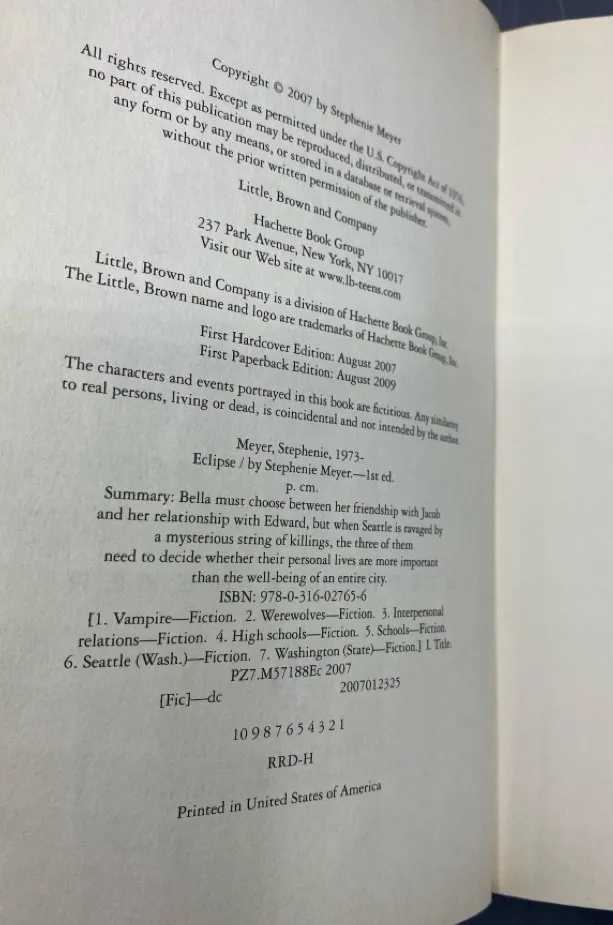 Copyright © 2007 by Stephenie Meyer
All rights reserved. Except as permitted under the U.S. Copyright Act of 1976,
no part of this publication may be reproduced, distributed, or transmitted in
any form or by any means, or stored in a database or retrieval system,
without the prior written permission of the publisher.
Little, Brown and Company
Hachette Book Group
237 Park Avenue, New York, NY 10017
Visit our Web site at www.lb-teens.com
Little, Brown and Company is a division of Hachette Book Group, Inc.
The Little, Brown name and logo are trademarks of Hachette Book Group, Inc.
First Hardcover Edition: August 2007
First Paperback Edition: August 2009
The characters and events portrayed in this book are fictitious. Any similarity
to real persons, living or dead, is coincidental and not intended by the author.
Meyer, Stephenie, 1973-
Eclipse / by Stephenie Meyer.—1st ed.
p. cm.
Summary: Bella must choose between her friendship with Jacob
and her relationship with Edward, but when Seattle is ravaged by
a mysterious string of killings, the three of them
need to decide whether their personal lives are more important
than the well-being of an entire city.
ISBN: 978-0-316-02765-6
[1. Vampire—Fiction. 2. Werewolves—Fiction. 3. Interpersonal
relations—Fiction. 4. High schools—Fiction. 5. Schools—Fiction.
6. Seattle (Wash.)—Fiction. 7. Washington (State)—Fiction.] I. Title.
PZ7.M57188Ec 2007
[Fic]—dc 2007012325
10 9 8 7 6 5 4 3 2 1
RRD-H
Printed in United States of America